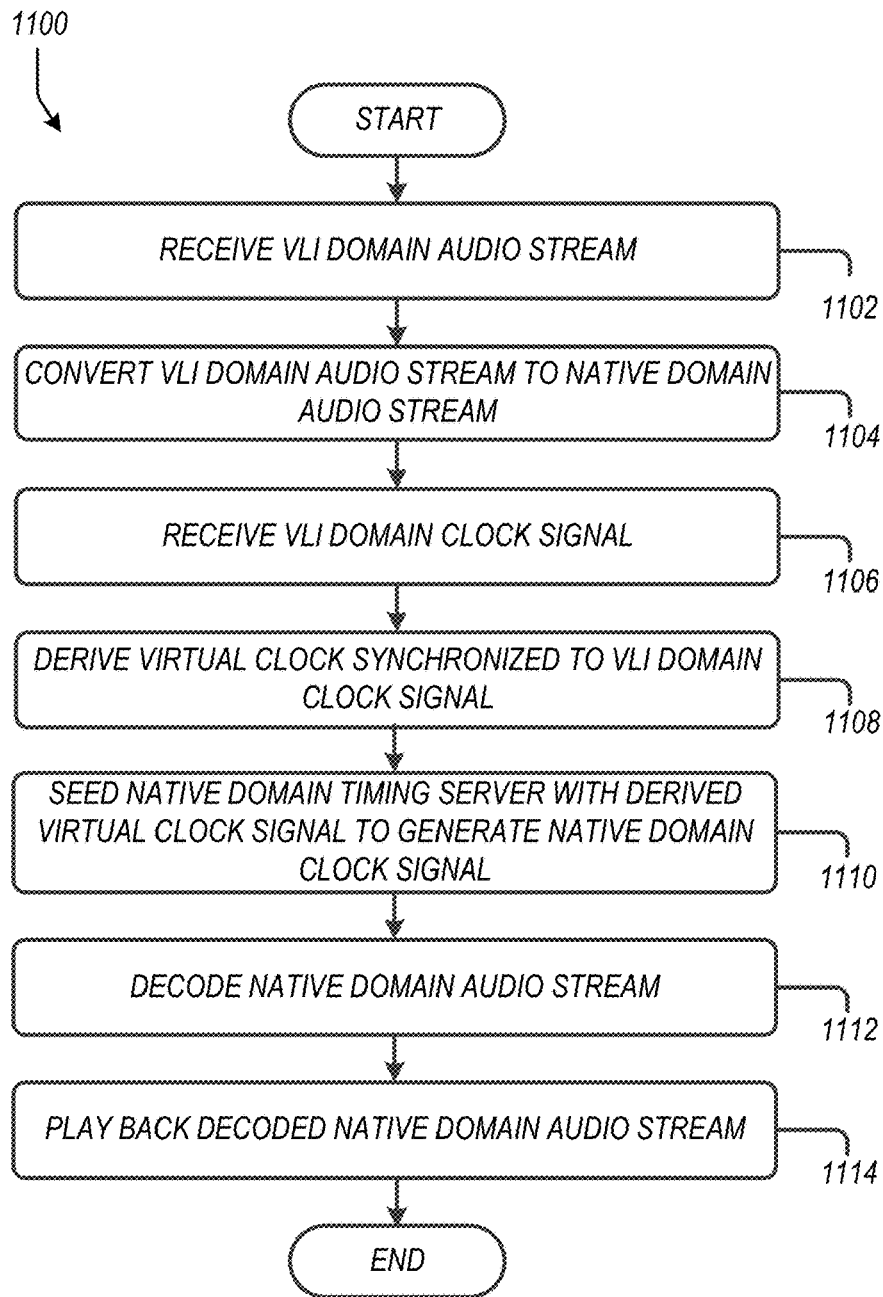 1100
START
RECEIVE VLI DOMAIN AUDIO STREAM
1102
CONVERT VLI DOMAIN AUDIO STREAM TO NATIVE DOMAIN
AUDIO STREAM
1104
RECEIVE VLI DOMAIN CLOCK SIGNAL
1106
DERIVE VIRTUAL CLOCK SYNCHRONIZED TO VLI DOMAIN
CLOCK SIGNAL
1108
SEED NATIVE DOMAIN TIMING SERVER WITH DERIVED
VIRTUAL CLOCK SIGNAL TO GENERATE NATIVE DOMAIN
CLOCK SIGNAL
1110
DECODE NATIVE DOMAIN AUDIO STREAM
1112
PLAY BACK DECODED NATIVE DOMAIN AUDIO STREAM
1114
END